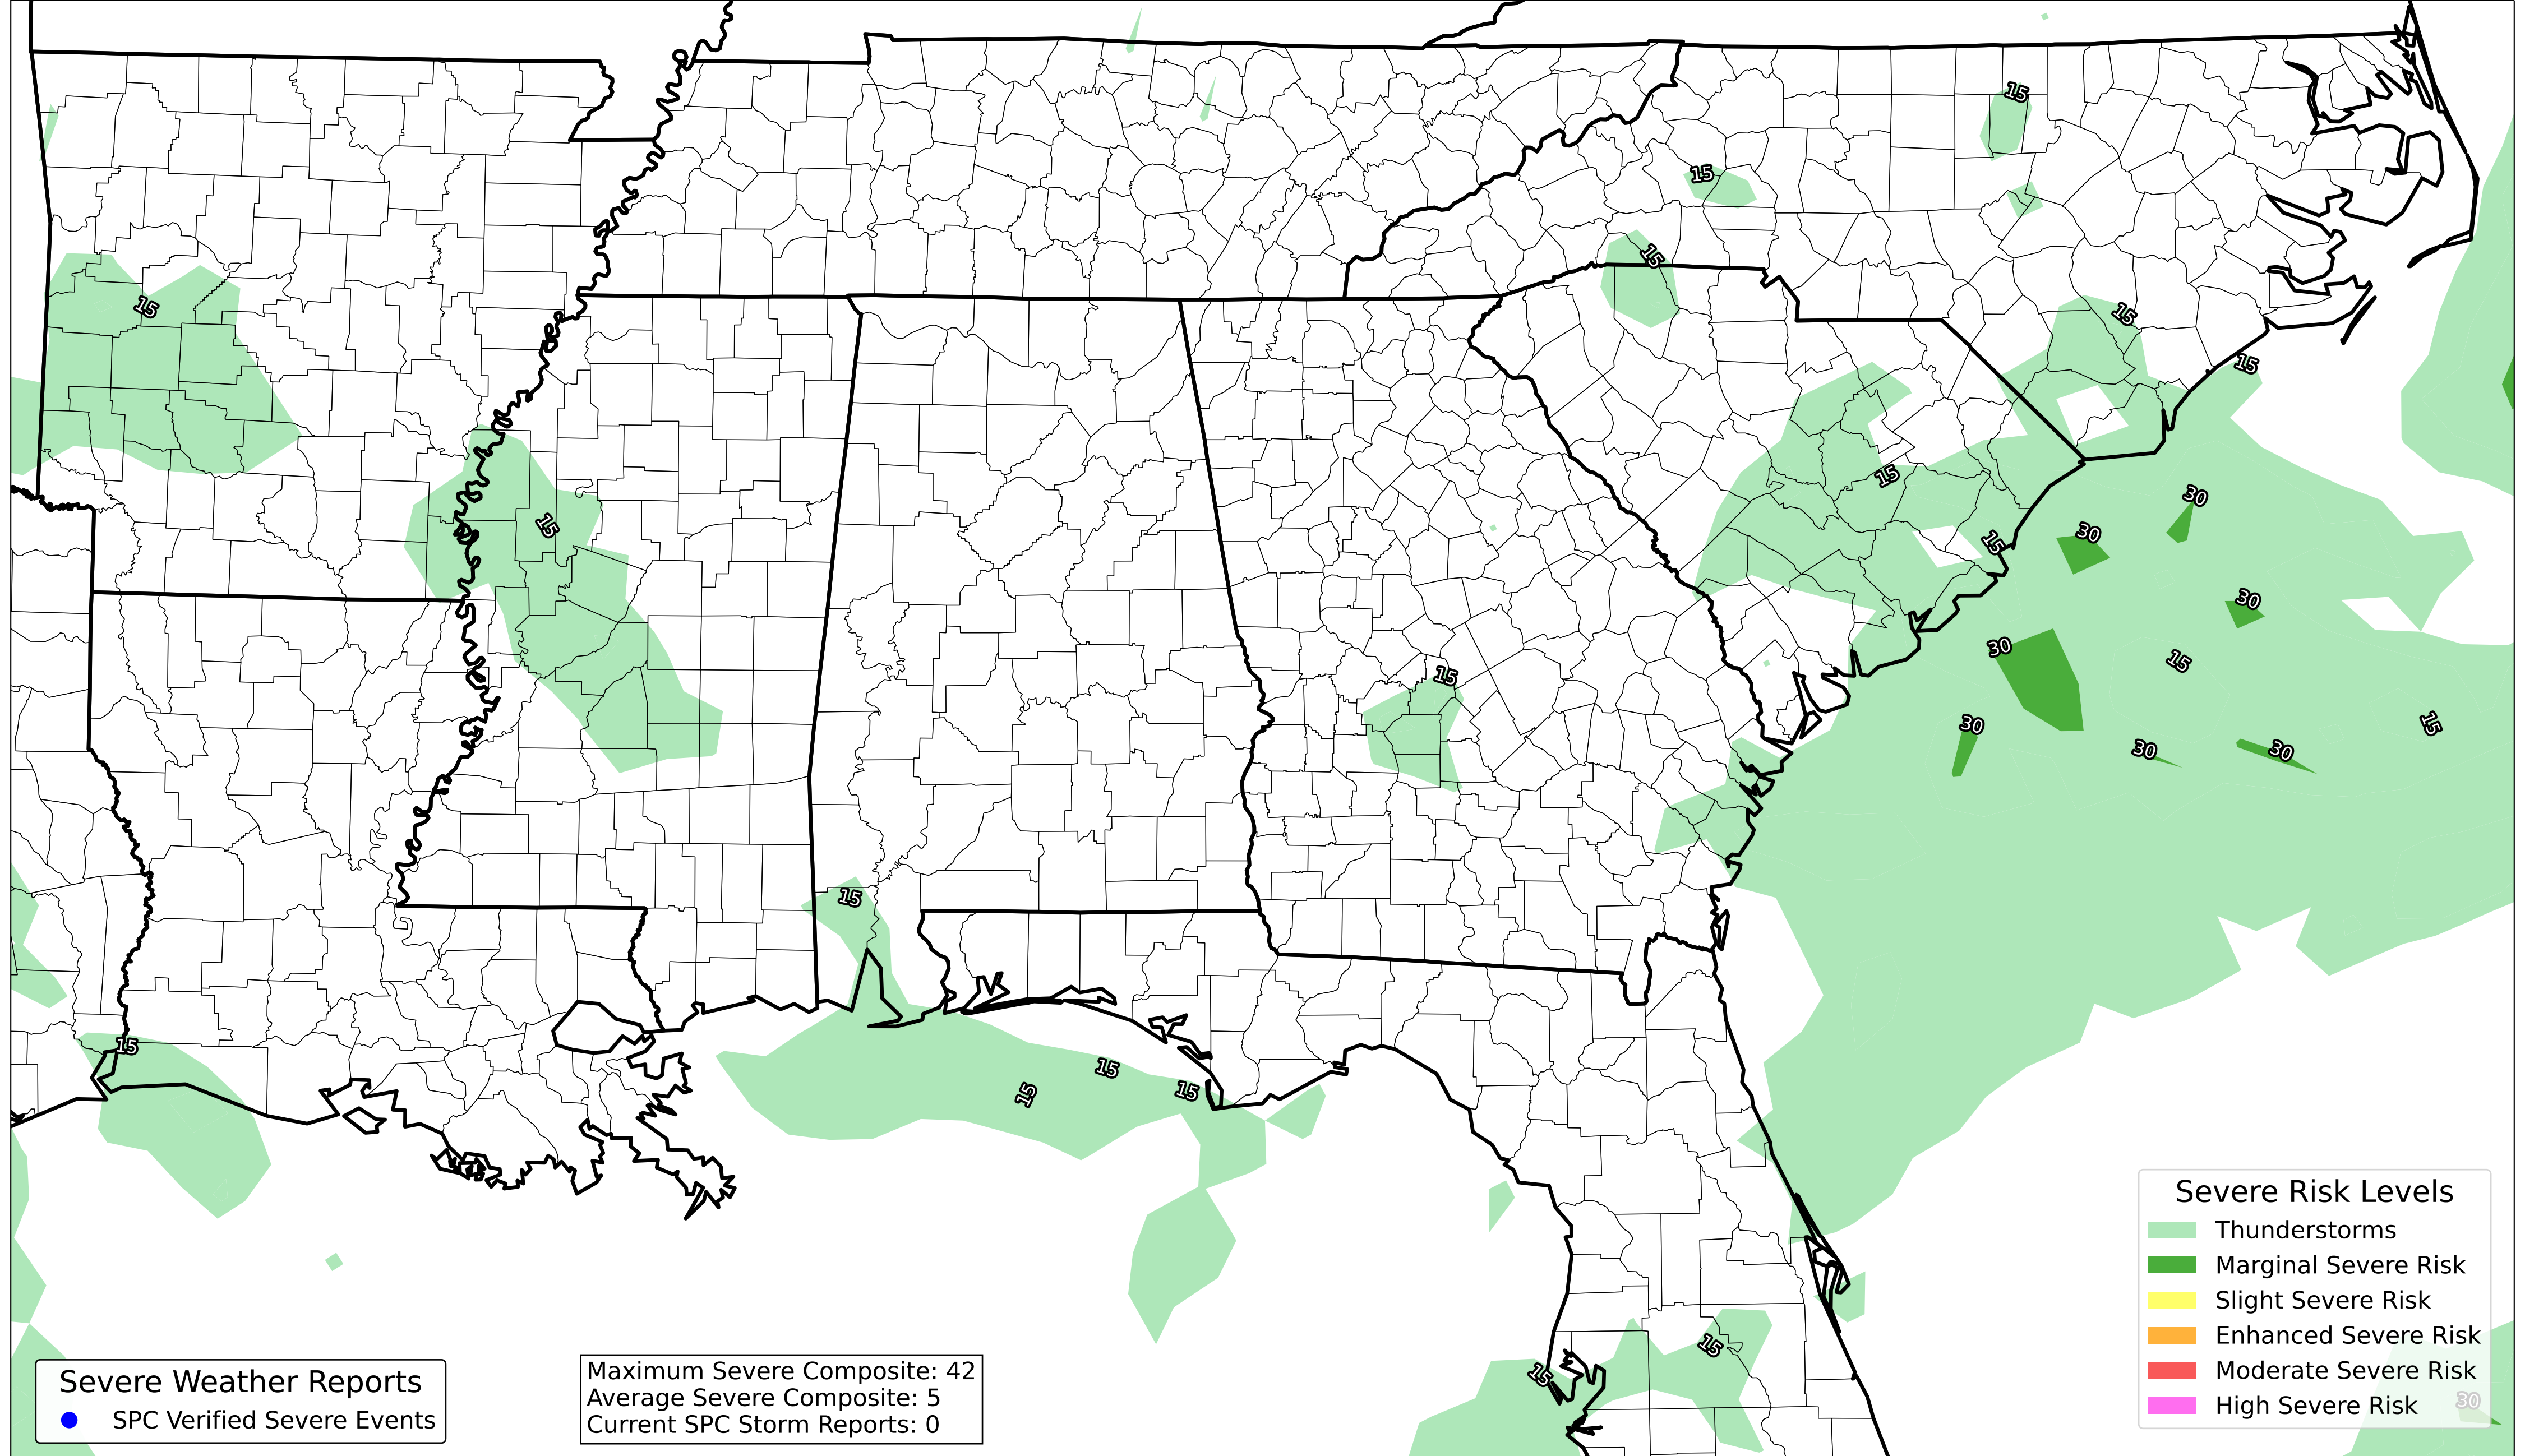 15
15
15
15
15
15
30
15
15
30
15
30
30
15
15
30
15
30
30
15
15
15
15
15
15
15
Severe Risk Levels
Thunderstorms
Marginal Severe Risk
Slight Severe Risk
Enhanced Severe Risk
Moderate Severe Risk
High Severe Risk
30
Severe Weather Reports
SPC Verified Severe Events
Maximum Severe Composite: 42
Average Severe Composite: 5
Current SPC Storm Reports: 0